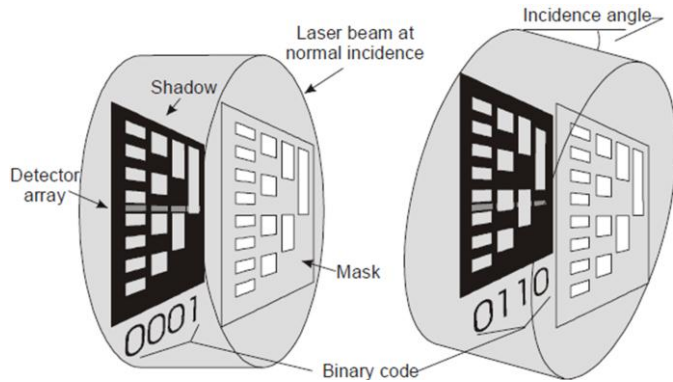 Laser beam at
normal incidence
Incidence angle
Shadow
Detector
array
Mask
0001
0110
Binary code